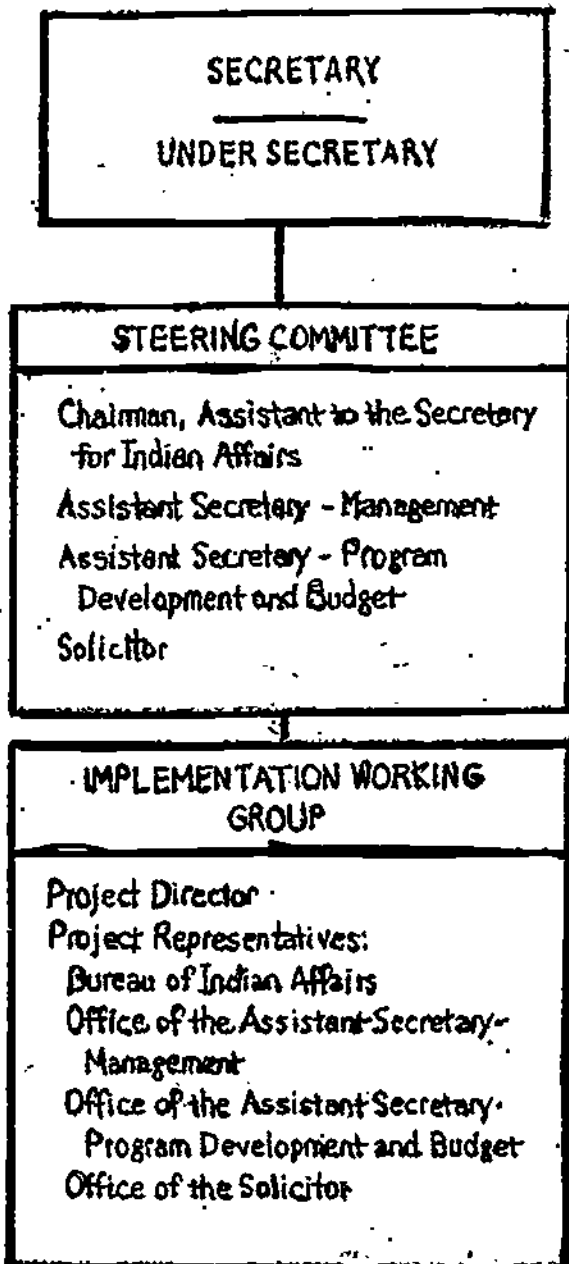 SECRETARY
UNDER SECRETARY
STEERING COMMITTEE
Chairman, Assistant to the Secretary
for Indian Affairs
Assistant Secretary - Management
Assistant Secretary - Program
Development and Budget
Solicitor
IMPLEMENTATION WORKING
GROUP
Project Director
Project Representatives:
Bureau of Indian Affairs
Office of the Assistant Secretary-
Management
Office of the Assistant Secretary-
Program Development and Budget
Office of the Solicitor